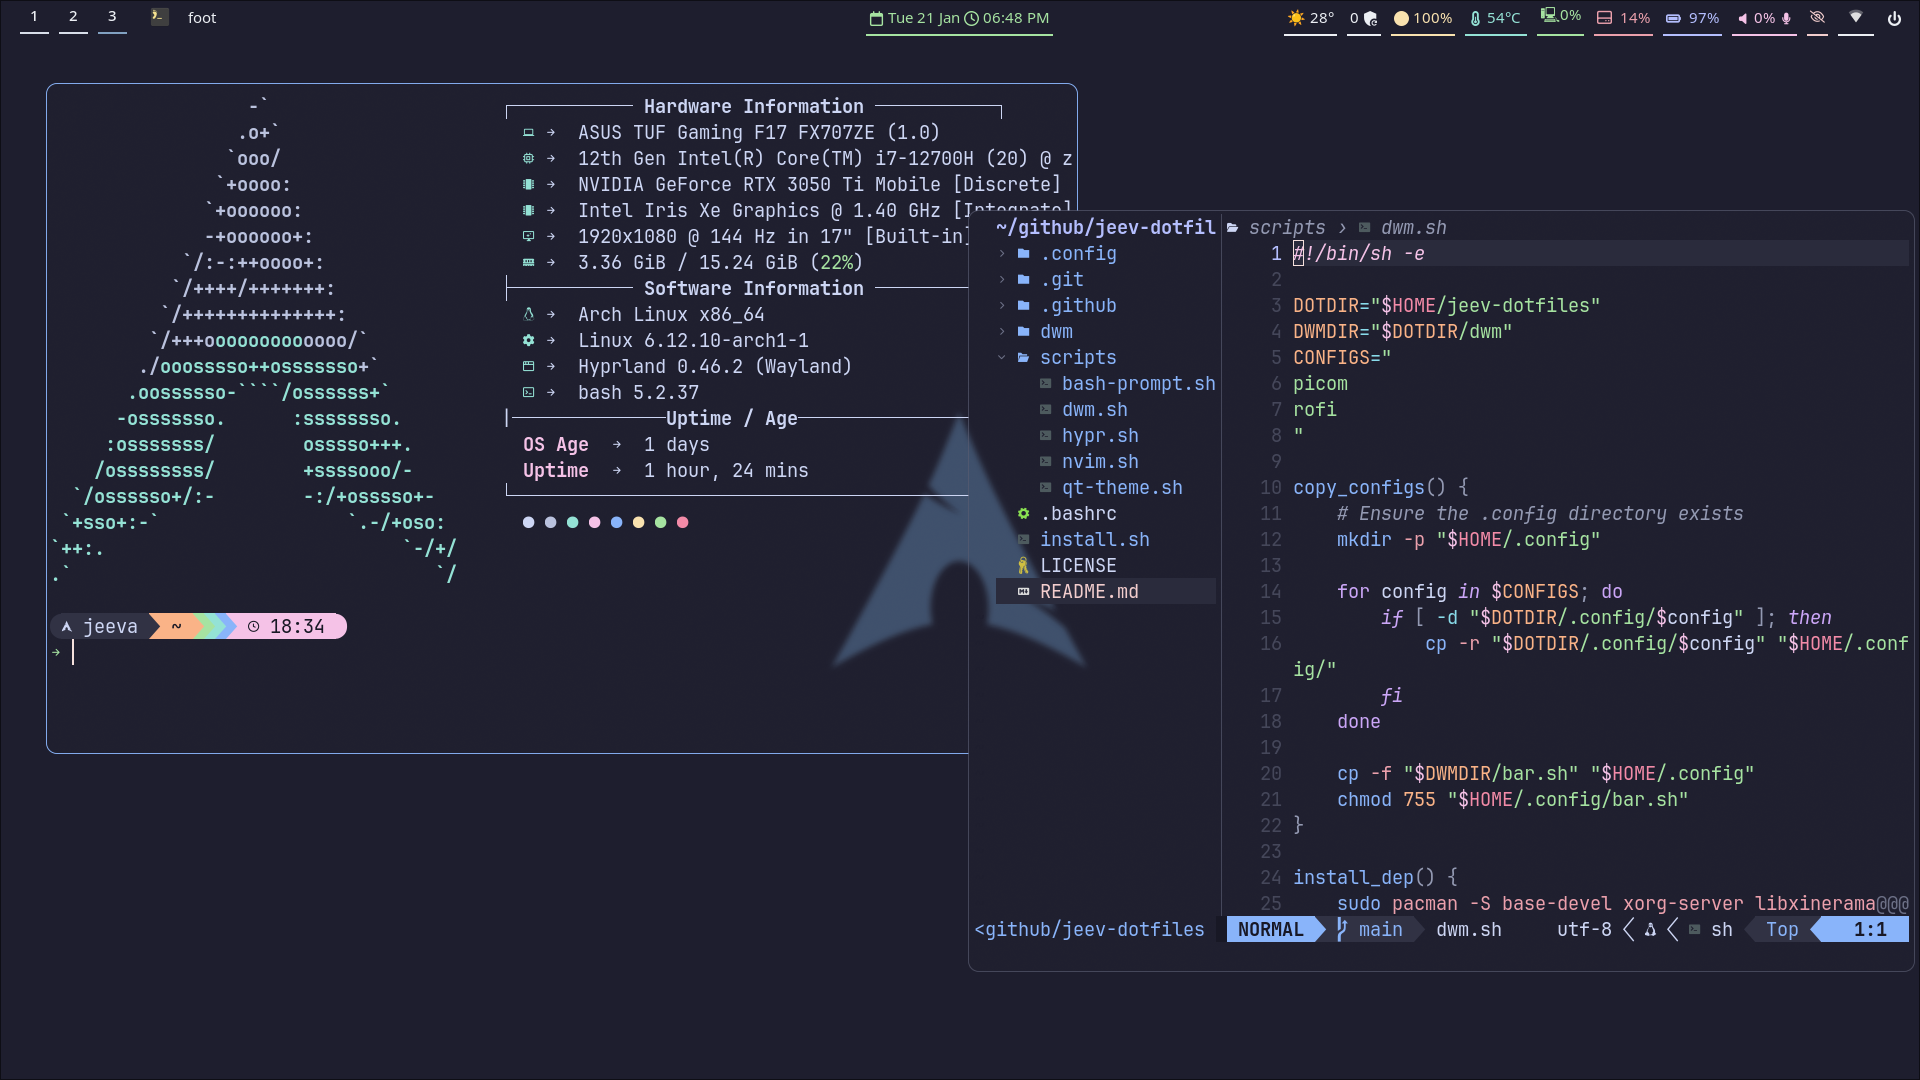 1 2 3 foot
Tue 21 Jan 06:48 PM
28° 0 100% 54°C 0% 14% 97% 0%
-`
.o+`
`ooo/
`+oooo:
`+oooooo:
-+oooooo+:
`/:-:++oooo+:
`/++++/+++++++:
`/++++++++++++++:
`/+++ooooooooooooo/`
./ooosssso++osssssso+`
.oossssso-````/ossssss+`
-osssssso. :ssssssso.
:osssssss/ osssso+++.
/ossssssss/ +ssssooo/-
`/ossssso+/:- -:/+osssso+-
`+sso+:-` `.-/+oso:
`++:. `-/+/
.` `/
Hardware Information
→ ASUS TUF Gaming F17 FX707ZE (1.0)
→ 12th Gen Intel(R) Core(TM) i7-12700H (20) @ z
→ NVIDIA GeForce RTX 3050 Ti Mobile [Discrete]
→ Intel Iris Xe Graphics @ 1.40 GHz [Integrate]
→ 1920x1080 @ 144 Hz in 17" [Built-in]
→ 3.36 GiB / 15.24 GiB (22%)
Software Information
→ Arch Linux x86_64
→ Linux 6.12.10-arch1-1
→ Hyprland 0.46.2 (Wayland)
→ bash 5.2.37
Uptime / Age
OS Age → 1 days
Uptime → 1 hour, 24 mins
jeeva ~ 18:34
→
~/github/jeev-dotfil
› .config
› .git
› .github
› dwm
scripts
bash-prompt.sh
dwm.sh
hypr.sh
nvim.sh
qt-theme.sh
.bashrc
install.sh
LICENSE
README.md
<github/jeev-dotfiles
scripts › dwm.sh
1 #!/bin/sh -e
2
3 DOTDIR="$HOME/jeev-dotfiles"
4 DWMDIR="$DOTDIR/dwm"
5 CONFIGS="
6 picom
7 rofi
8 "
9
10 copy_configs() {
11 # Ensure the .config directory exists
12 mkdir -p "$HOME/.config"
13
14 for config in $CONFIGS; do
15 if [ -d "$DOTDIR/.config/$config" ]; then
16 cp -r "$DOTDIR/.config/$config" "$HOME/.conf
ig/"
17 fi
18 done
19
20 cp -f "$DWMDIR/bar.sh" "$HOME/.config"
21 chmod 755 "$HOME/.config/bar.sh"
22 }
23
24 install_dep() {
25 sudo pacman -S base-devel xorg-server libxinerama@@@
NORMAL main dwm.sh utf-8 sh Top 1:1